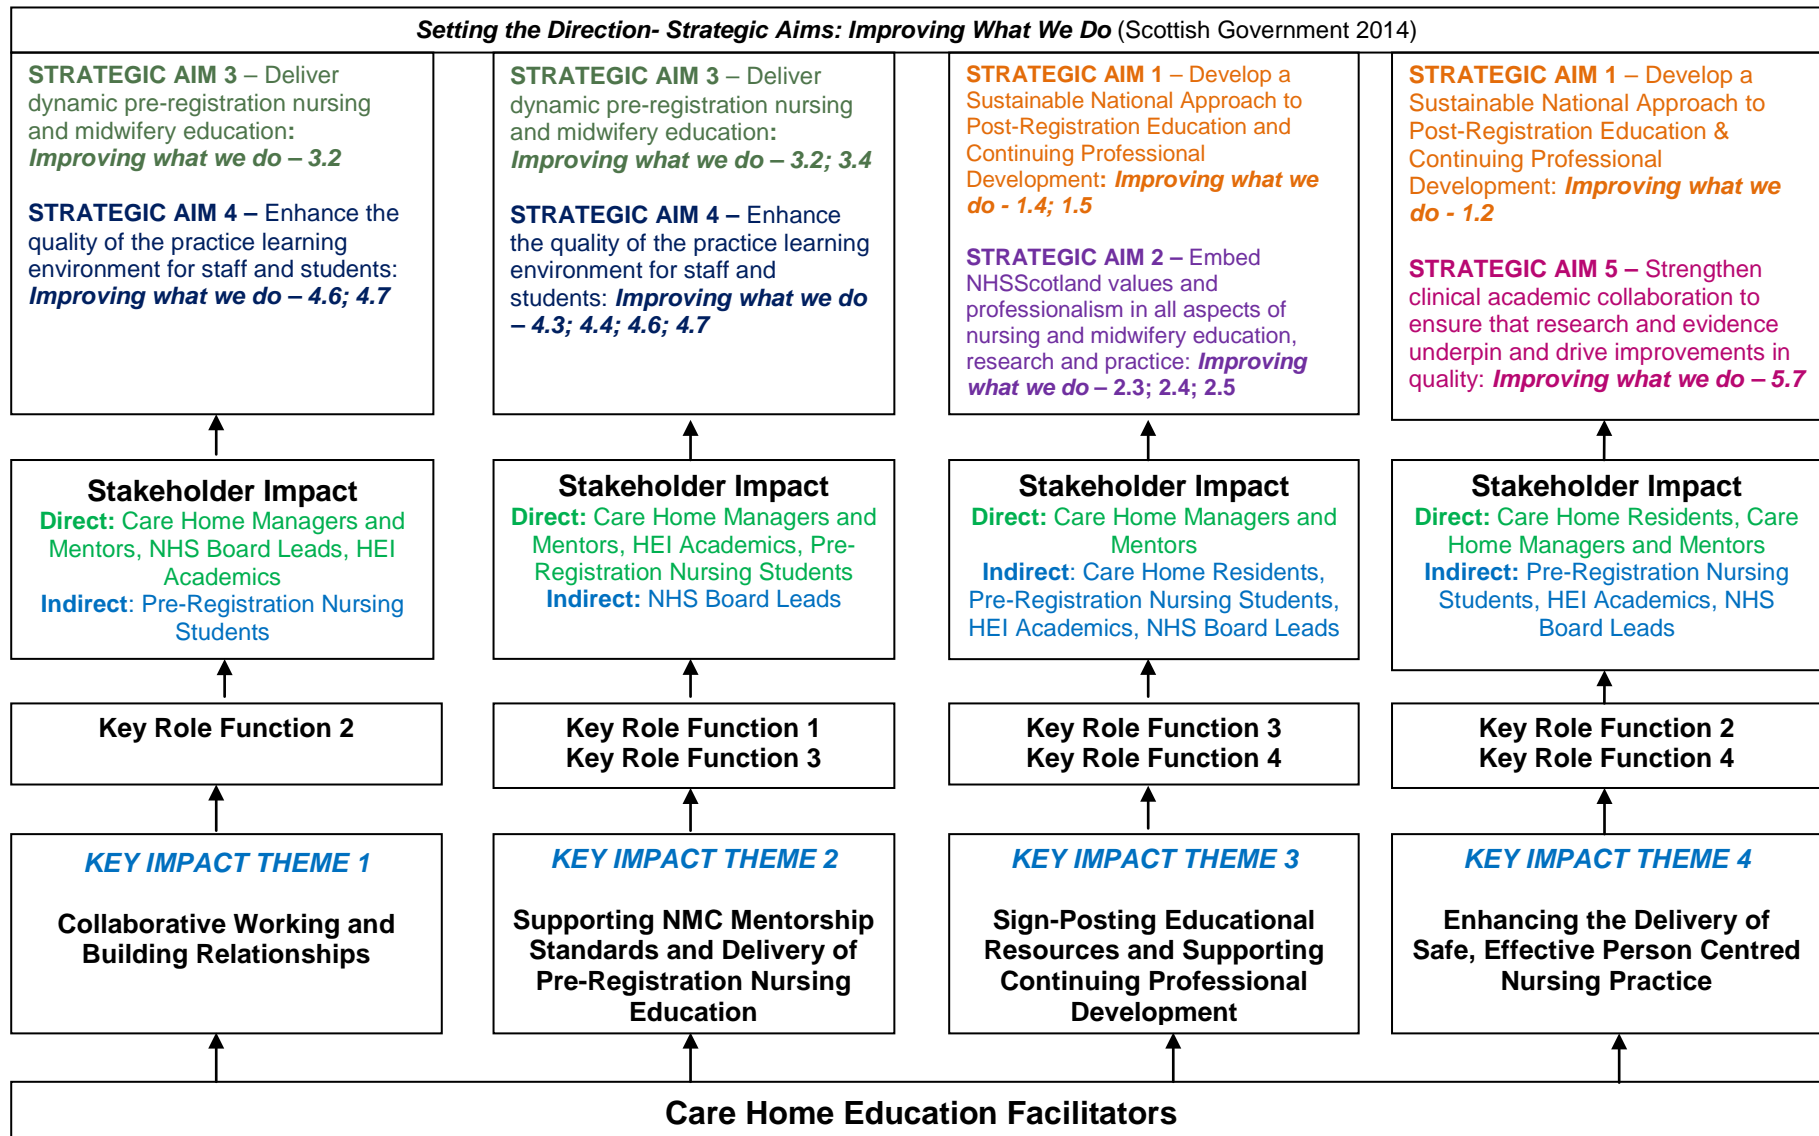 Setting the Direction- Strategic Aims: Improving What We Do (Scottish Government 2014)
STRATEGIC AIM 3 – Deliver
dynamic pre-registration nursing
and midwifery education:
Improving what we do – 3.2
STRATEGIC AIM 4 – Enhance the
quality of the practice learning
environment for staff and students:
Improving what we do – 4.6; 4.7
STRATEGIC AIM 3 – Deliver
dynamic pre-registration nursing
and midwifery education:
Improving what we do – 3.2; 3.4
STRATEGIC AIM 4 – Enhance
the quality of the practice learning
environment for staff and
students: Improving what we do
– 4.3; 4.4; 4.6; 4.7
STRATEGIC AIM 1 – Develop a
Sustainable National Approach to
Post-Registration Education and
Continuing Professional
Development: Improving what we
do - 1.4; 1.5
STRATEGIC AIM 2 – Embed
NHSScotland values and
professionalism in all aspects of
nursing and midwifery education,
research and practice: Improving
what we do – 2.3; 2.4; 2.5
STRATEGIC AIM 1 – Develop a
Sustainable National Approach to
Post-Registration Education &
Continuing Professional
Development: Improving what we
do - 1.2
STRATEGIC AIM 5 – Strengthen
clinical academic collaboration to
ensure that research and evidence
underpin and drive improvements in
quality: Improving what we do – 5.7
Stakeholder Impact
Direct: Care Home Managers and
Mentors, NHS Board Leads, HEI
Academics
Indirect: Pre-Registration Nursing
Students
Stakeholder Impact
Direct: Care Home Managers and
Mentors, HEI Academics, Pre-
Registration Nursing Students
Indirect: NHS Board Leads
Stakeholder Impact
Direct: Care Home Managers and
Mentors
Indirect: Care Home Residents,
Pre-Registration Nursing Students,
HEI Academics, NHS Board Leads
Stakeholder Impact
Direct: Care Home Residents, Care
Home Managers and Mentors
Indirect: Pre-Registration Nursing
Students, HEI Academics, NHS
Board Leads
Key Role Function 2
Key Role Function 1
Key Role Function 3
Key Role Function 3
Key Role Function 4
Key Role Function 2
Key Role Function 4
KEY IMPACT THEME 1
Collaborative Working and
Building Relationships
KEY IMPACT THEME 2
Supporting NMC Mentorship
Standards and Delivery of
Pre-Registration Nursing
Education
KEY IMPACT THEME 3
Sign-Posting Educational
Resources and Supporting
Continuing Professional
Development
KEY IMPACT THEME 4
Enhancing the Delivery of
Safe, Effective Person Centred
Nursing Practice
Care Home Education Facilitators